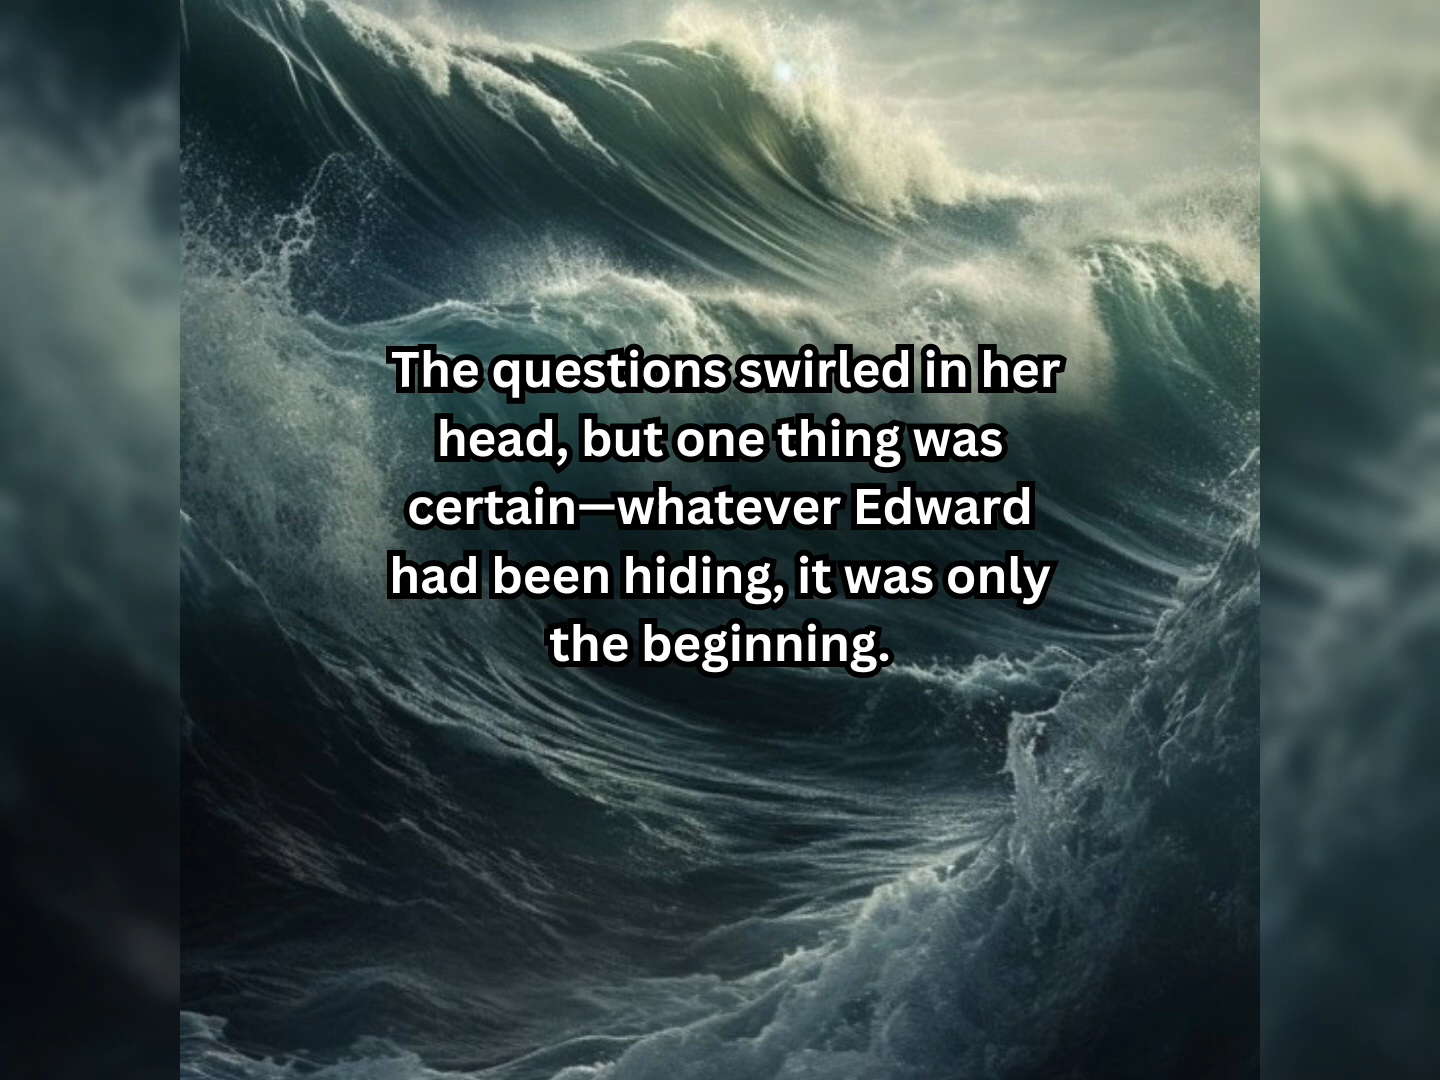 The questions swirled in her
head, but one thing was
certain—whatever Edward
had been hiding, it was only
the beginning.